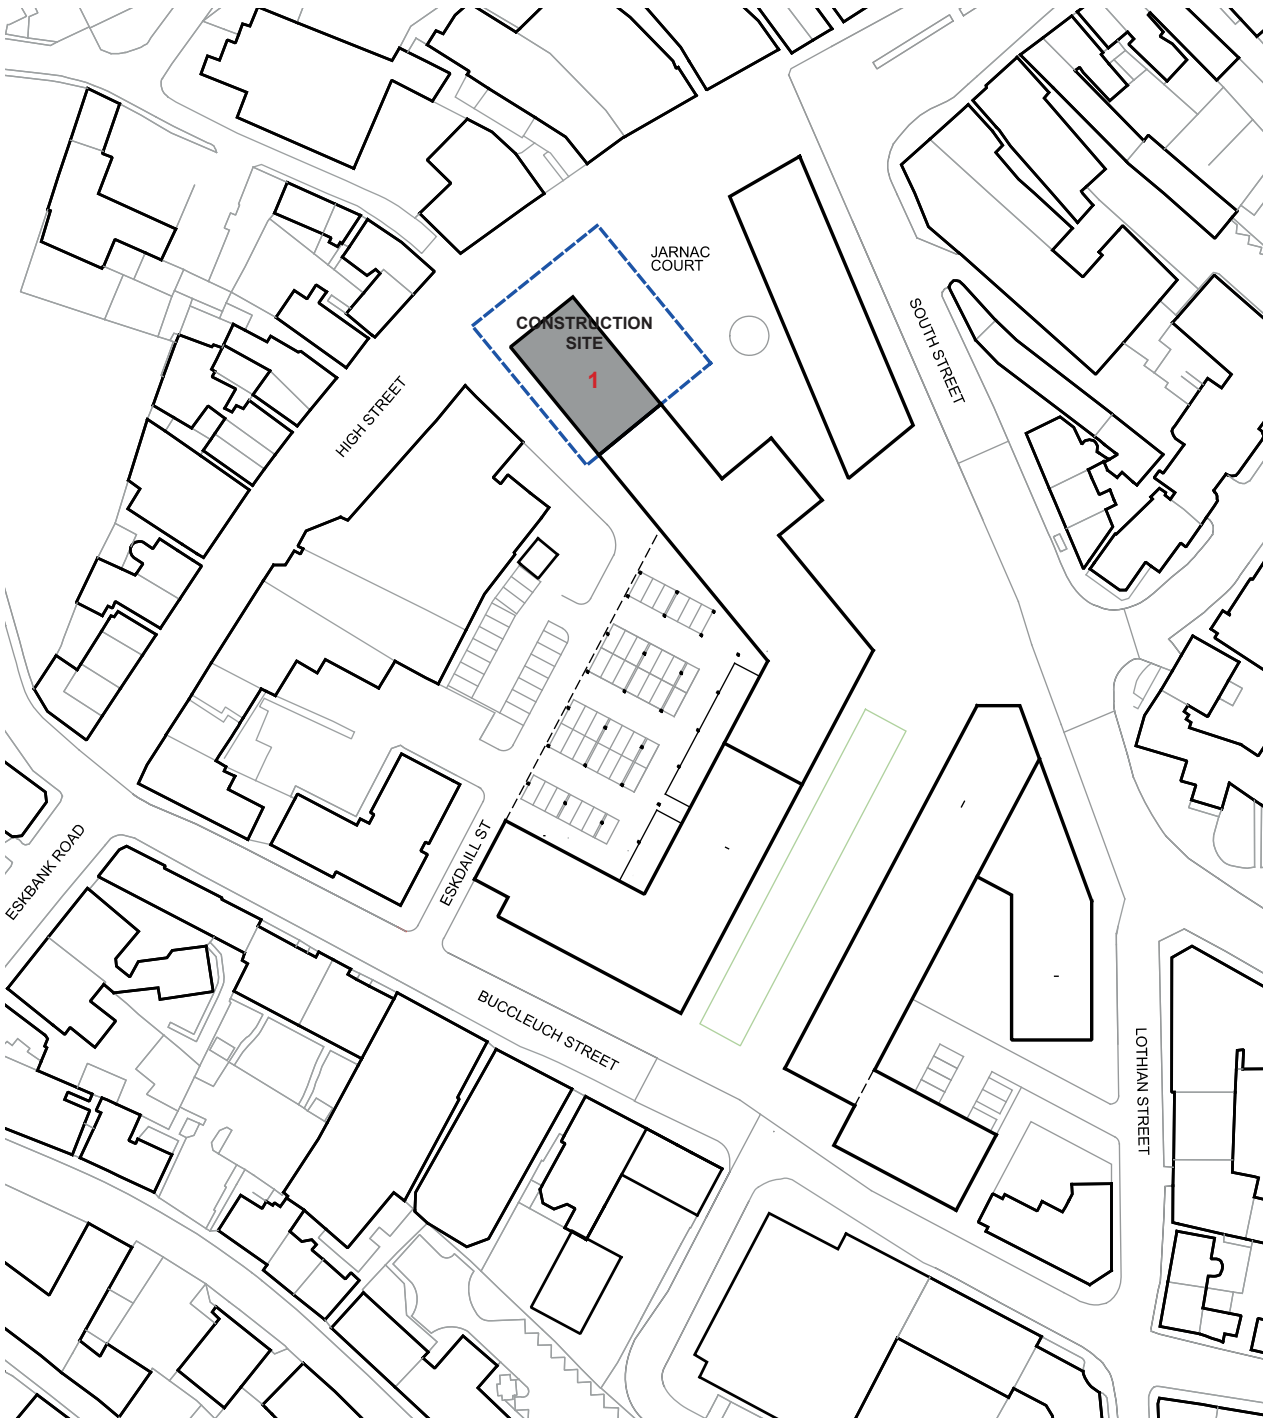 JARNAC
COURT
CONSTRUCTION
SITE
1
SOUTH STREET
HIGH STREET
ESKDAILL ST
ESKBANK ROAD
BUCCLEUCH STREET
LOTHIAN STREET